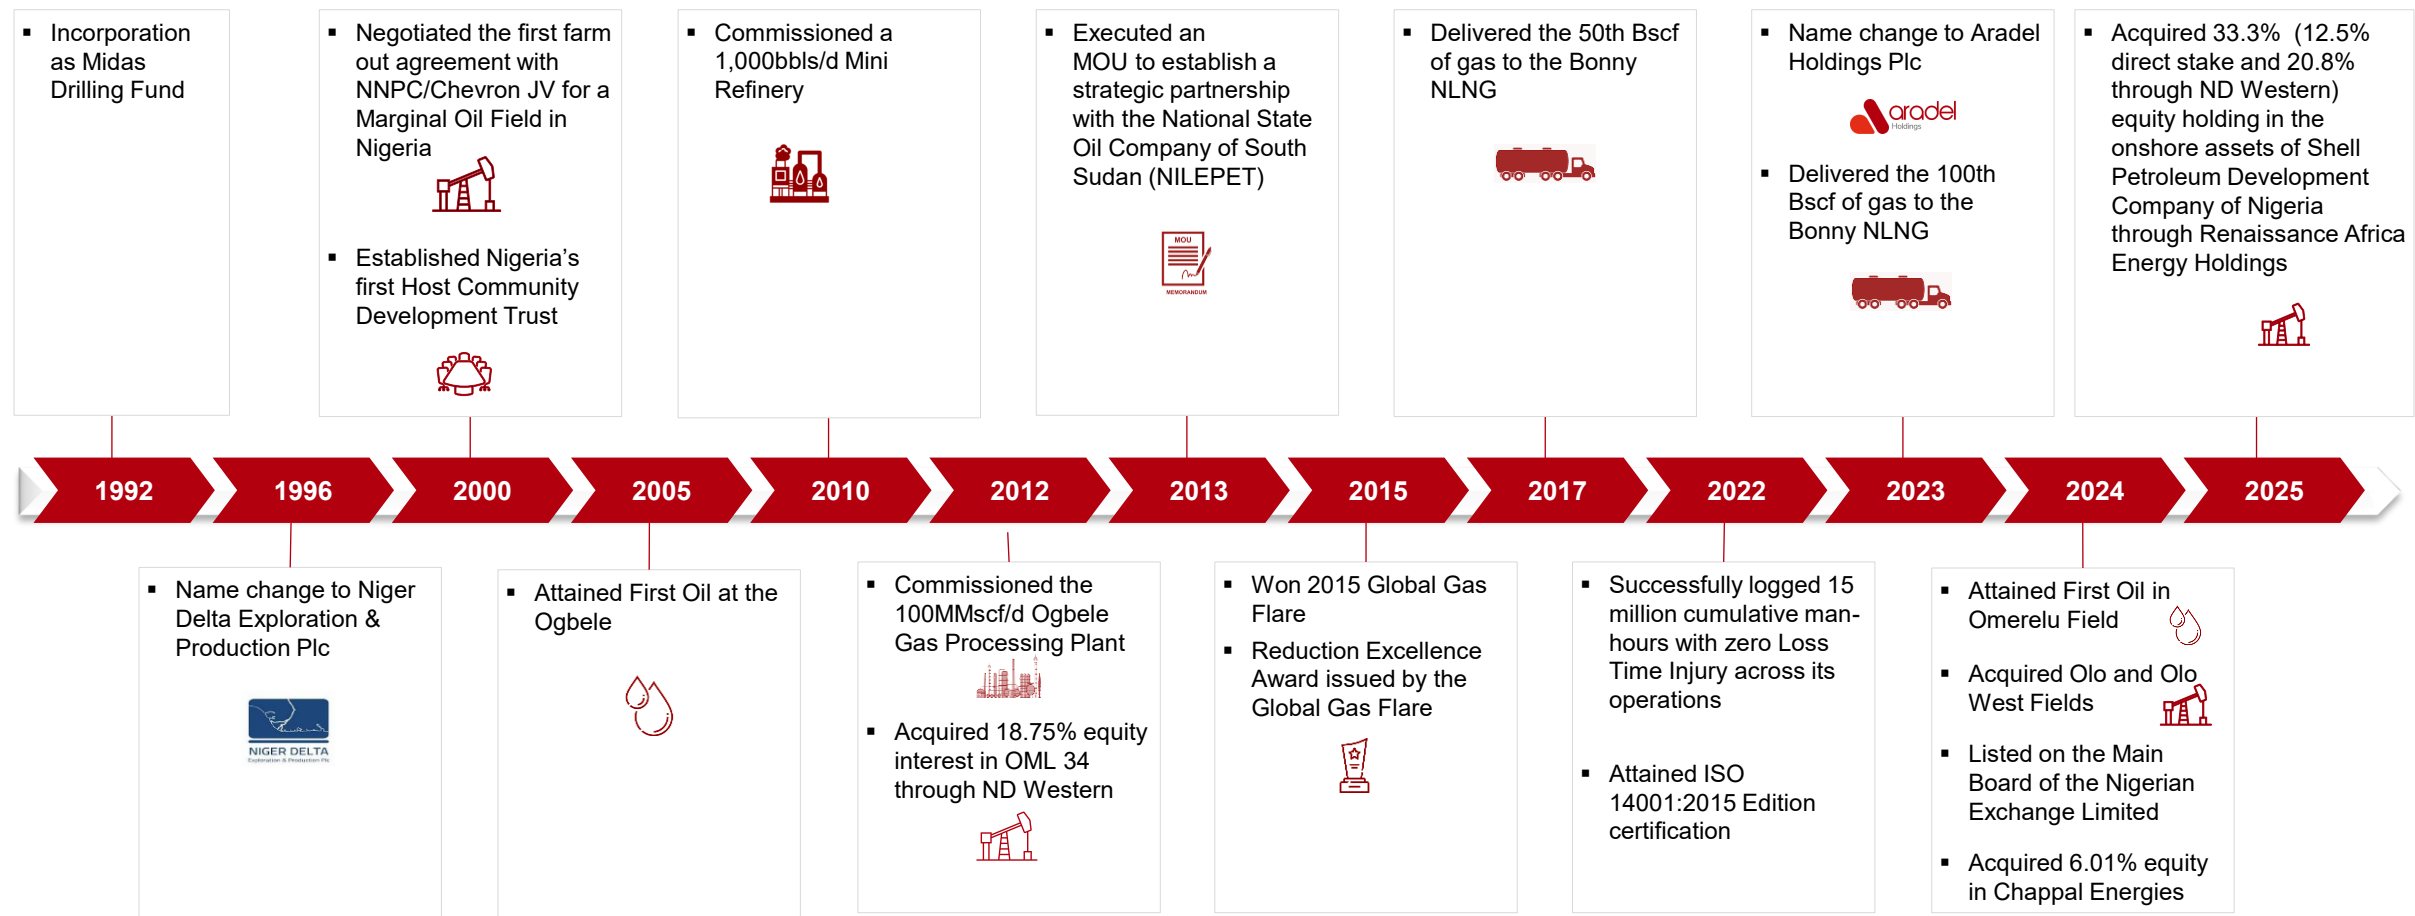 ▪ Incorporation
as Midas
Drilling Fund
▪ Negotiated the first farm
out agreement with
NNPC/Chevron JV for a
Marginal Oil Field in
Nigeria
▪ Established Nigeria’s
first Host Community
Development Trust
▪ Commissioned a
1,000bbls/d Mini
Refinery
▪ Executed an
MOU to establish a
strategic partnership
with the National State
Oil Company of South
Sudan (NILEPET)
MOU
MEMORANDUM
▪ Delivered the 50th Bscf
of gas to the Bonny
NLNG
▪ Name change to Aradel
Holdings Plc
aradel
Holdings
▪ Delivered the 100th
Bscf of gas to the
Bonny NLNG
▪ Acquired 33.3% (12.5%
direct stake and 20.8%
through ND Western)
equity holding in the
onshore assets of Shell
Petroleum Development
Company of Nigeria
through Renaissance Africa
Energy Holdings
1992
1996
2000
2005
2010
2012
2013
2015
2017
2022
2023
2024
2025
▪ Name change to Niger
Delta Exploration &
Production Plc
NIGER DELTA
Exploration & Production Plc
▪ Attained First Oil at the
Ogbele
▪ Commissioned the
100MMscf/d Ogbele
Gas Processing Plant
▪ Acquired 18.75% equity
interest in OML 34
through ND Western
▪ Won 2015 Global Gas
Flare
▪ Reduction Excellence
Award issued by the
Global Gas Flare
▪ Successfully logged 15
million cumulative man-
hours with zero Loss
Time Injury across its
operations
▪ Attained ISO
14001:2015 Edition
certification
▪ Attained First Oil in
Omerelu Field
▪ Acquired Olo and Olo
West Fields
▪ Listed on the Main
Board of the Nigerian
Exchange Limited
▪ Acquired 6.01% equity
in Chappal Energies